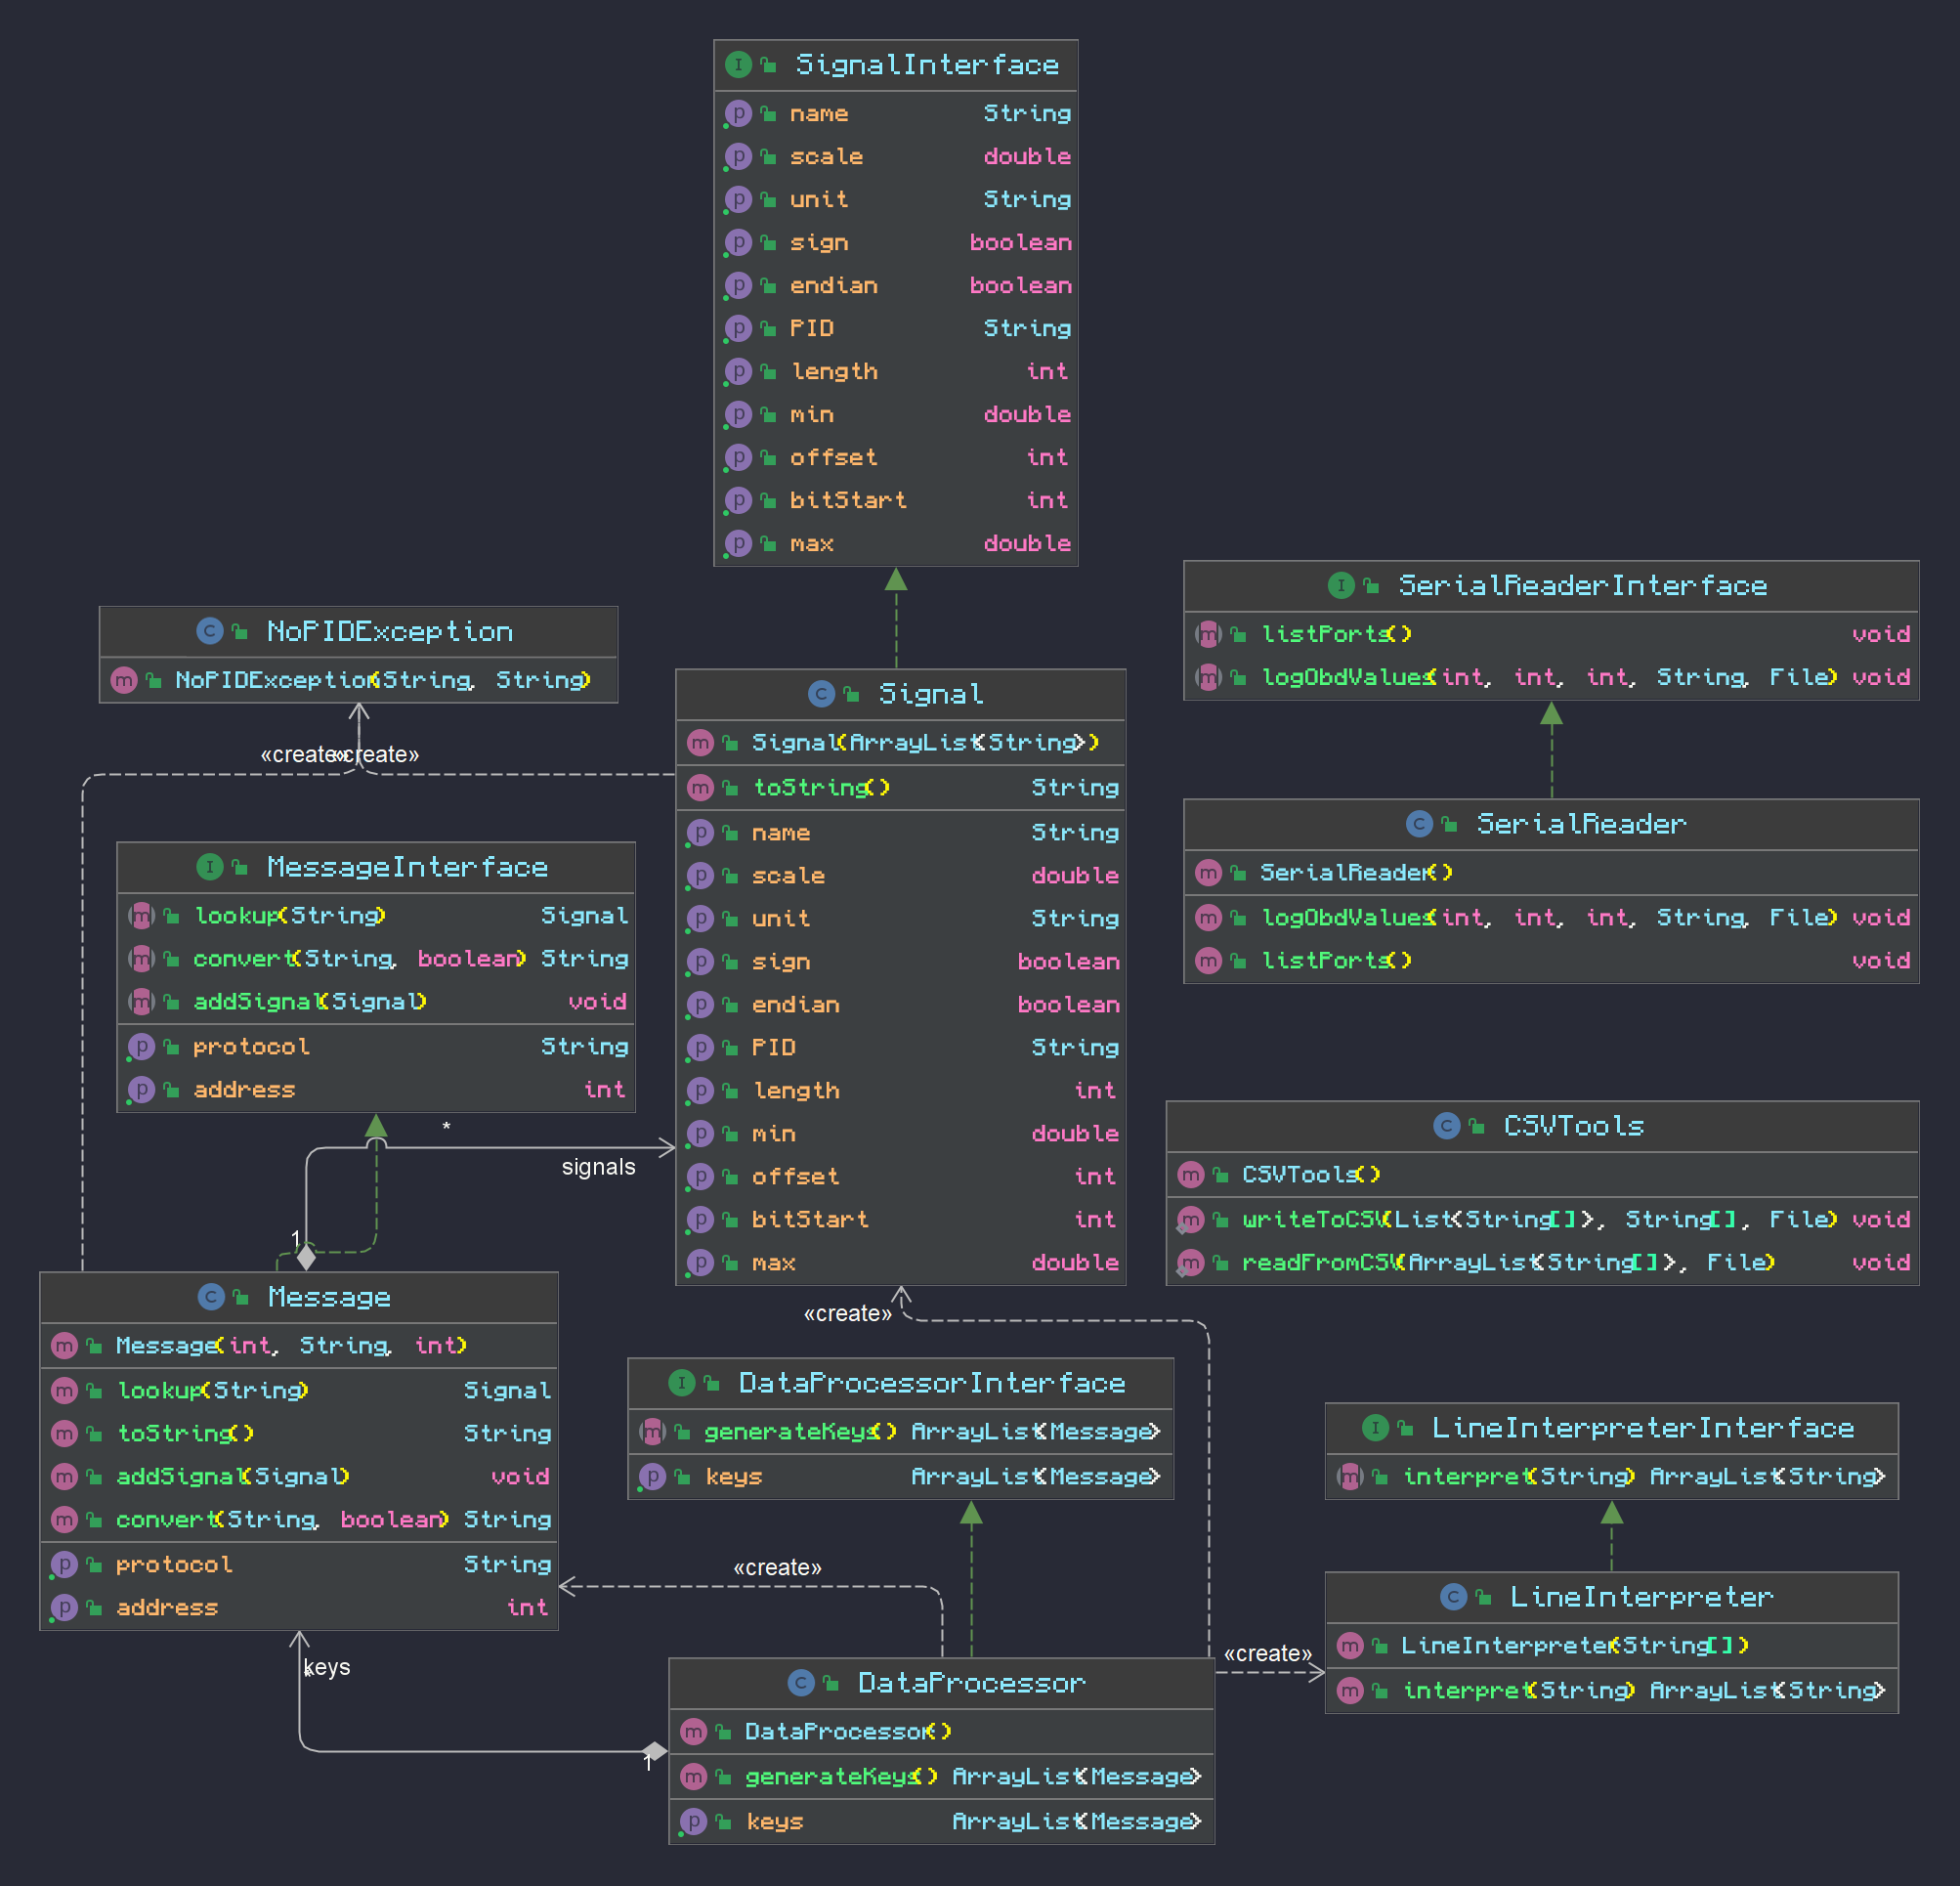 SignalInterface
name String
scale double
unit String
sign boolean
endian boolean
PID String
length int
min double
offset int
bitStart int
max double
NoPIDException
NoPIDException(String, String)
«create»
«create»
SerialReaderInterface
listPorts() void
logObdValues(int, int, int, String, File) void
Signal
Signal(ArrayList<String>)
toString() String
name String
scale double
unit String
sign boolean
endian boolean
PID String
length int
min double
offset int
bitStart int
max double
SerialReader
SerialReader()
logObdValues(int, int, int, String, File) void
listPorts() void
MessageInterface
lookup(String) Signal
convert(String, boolean) String
addSignal(Signal) void
protocol String
address int
*
signals
1
CSVTools
CSVTools()
writeToCSV(List<String[]>, String[], File) void
readFromCSV(ArrayList<String[]>, File) void
Message
Message(int, String, int)
lookup(String) Signal
toString() String
addSignal(Signal) void
convert(String, boolean) String
protocol String
address int
«create»
DataProcessorInterface
generateKeys() ArrayList<Message>
keys ArrayList<Message>
LineInterpreterInterface
interpret(String) ArrayList<String>
«create»
LineInterpreter
LineInterpreter(String[])
interpret(String) ArrayList<String>
«create»
keys
*
1
DataProcessor
DataProcessor()
generateKeys() ArrayList<Message>
keys ArrayList<Message>